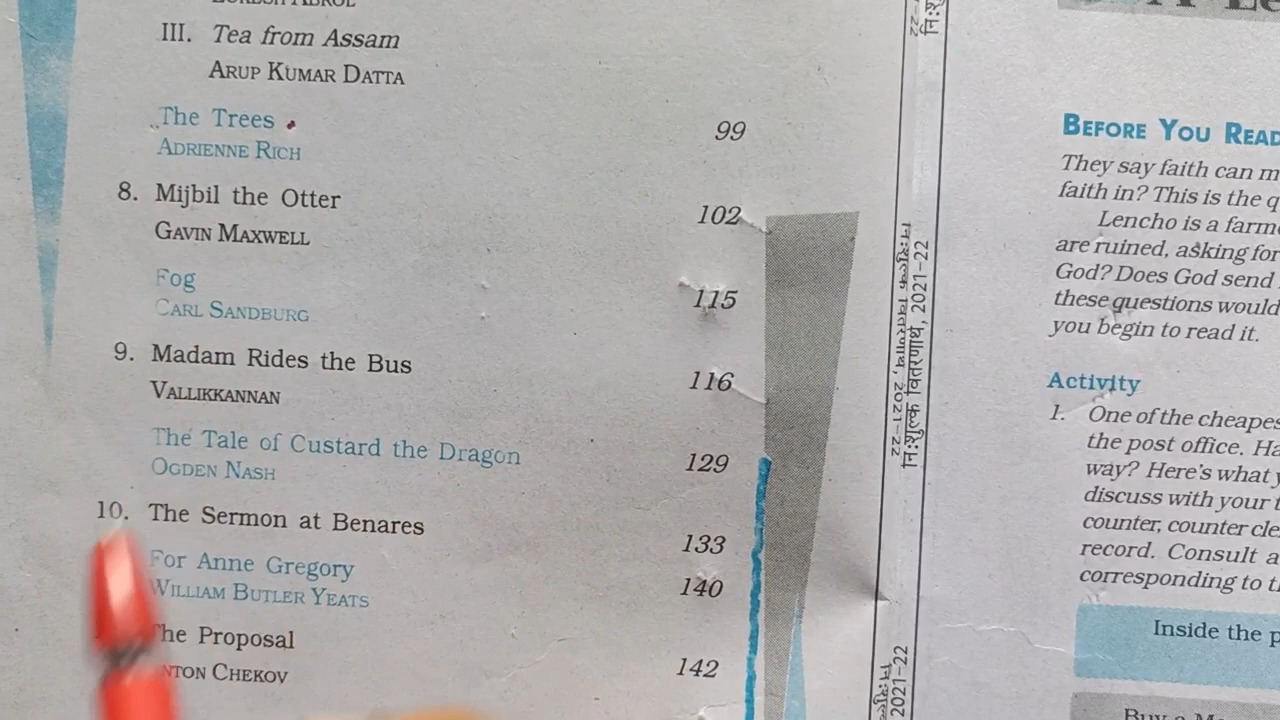 III. Tea from Assam
ARUP KUMAR DATTA
The Trees 99
ADRIENNE RICH
8. Mijbil the Otter 102
GAVIN MAXWELL
Fog 115
CARL SANDBURG
9. Madam Rides the Bus 116
VALLIKKANNAN
The Tale of Custard the Dragon 129
OGDEN NASH
10. The Sermon at Benares 133
For Anne Gregory 140
WILLIAM BUTLER YEATS
The Proposal 142
NTON CHEKOV
निःशुल्क वितरणार्थ, 2021-22
2021-22
BEFORE YOU READ
They say faith can m
faith in? This is the q
Lencho is a farm
are ruined, asking for
God? Does God send
these questions would
you begin to read it.
Activity
1. One of the cheapes
the post office. Ha
way? Here's what y
discuss with your t
counter, counter cle
record. Consult a
corresponding to t
Inside the p